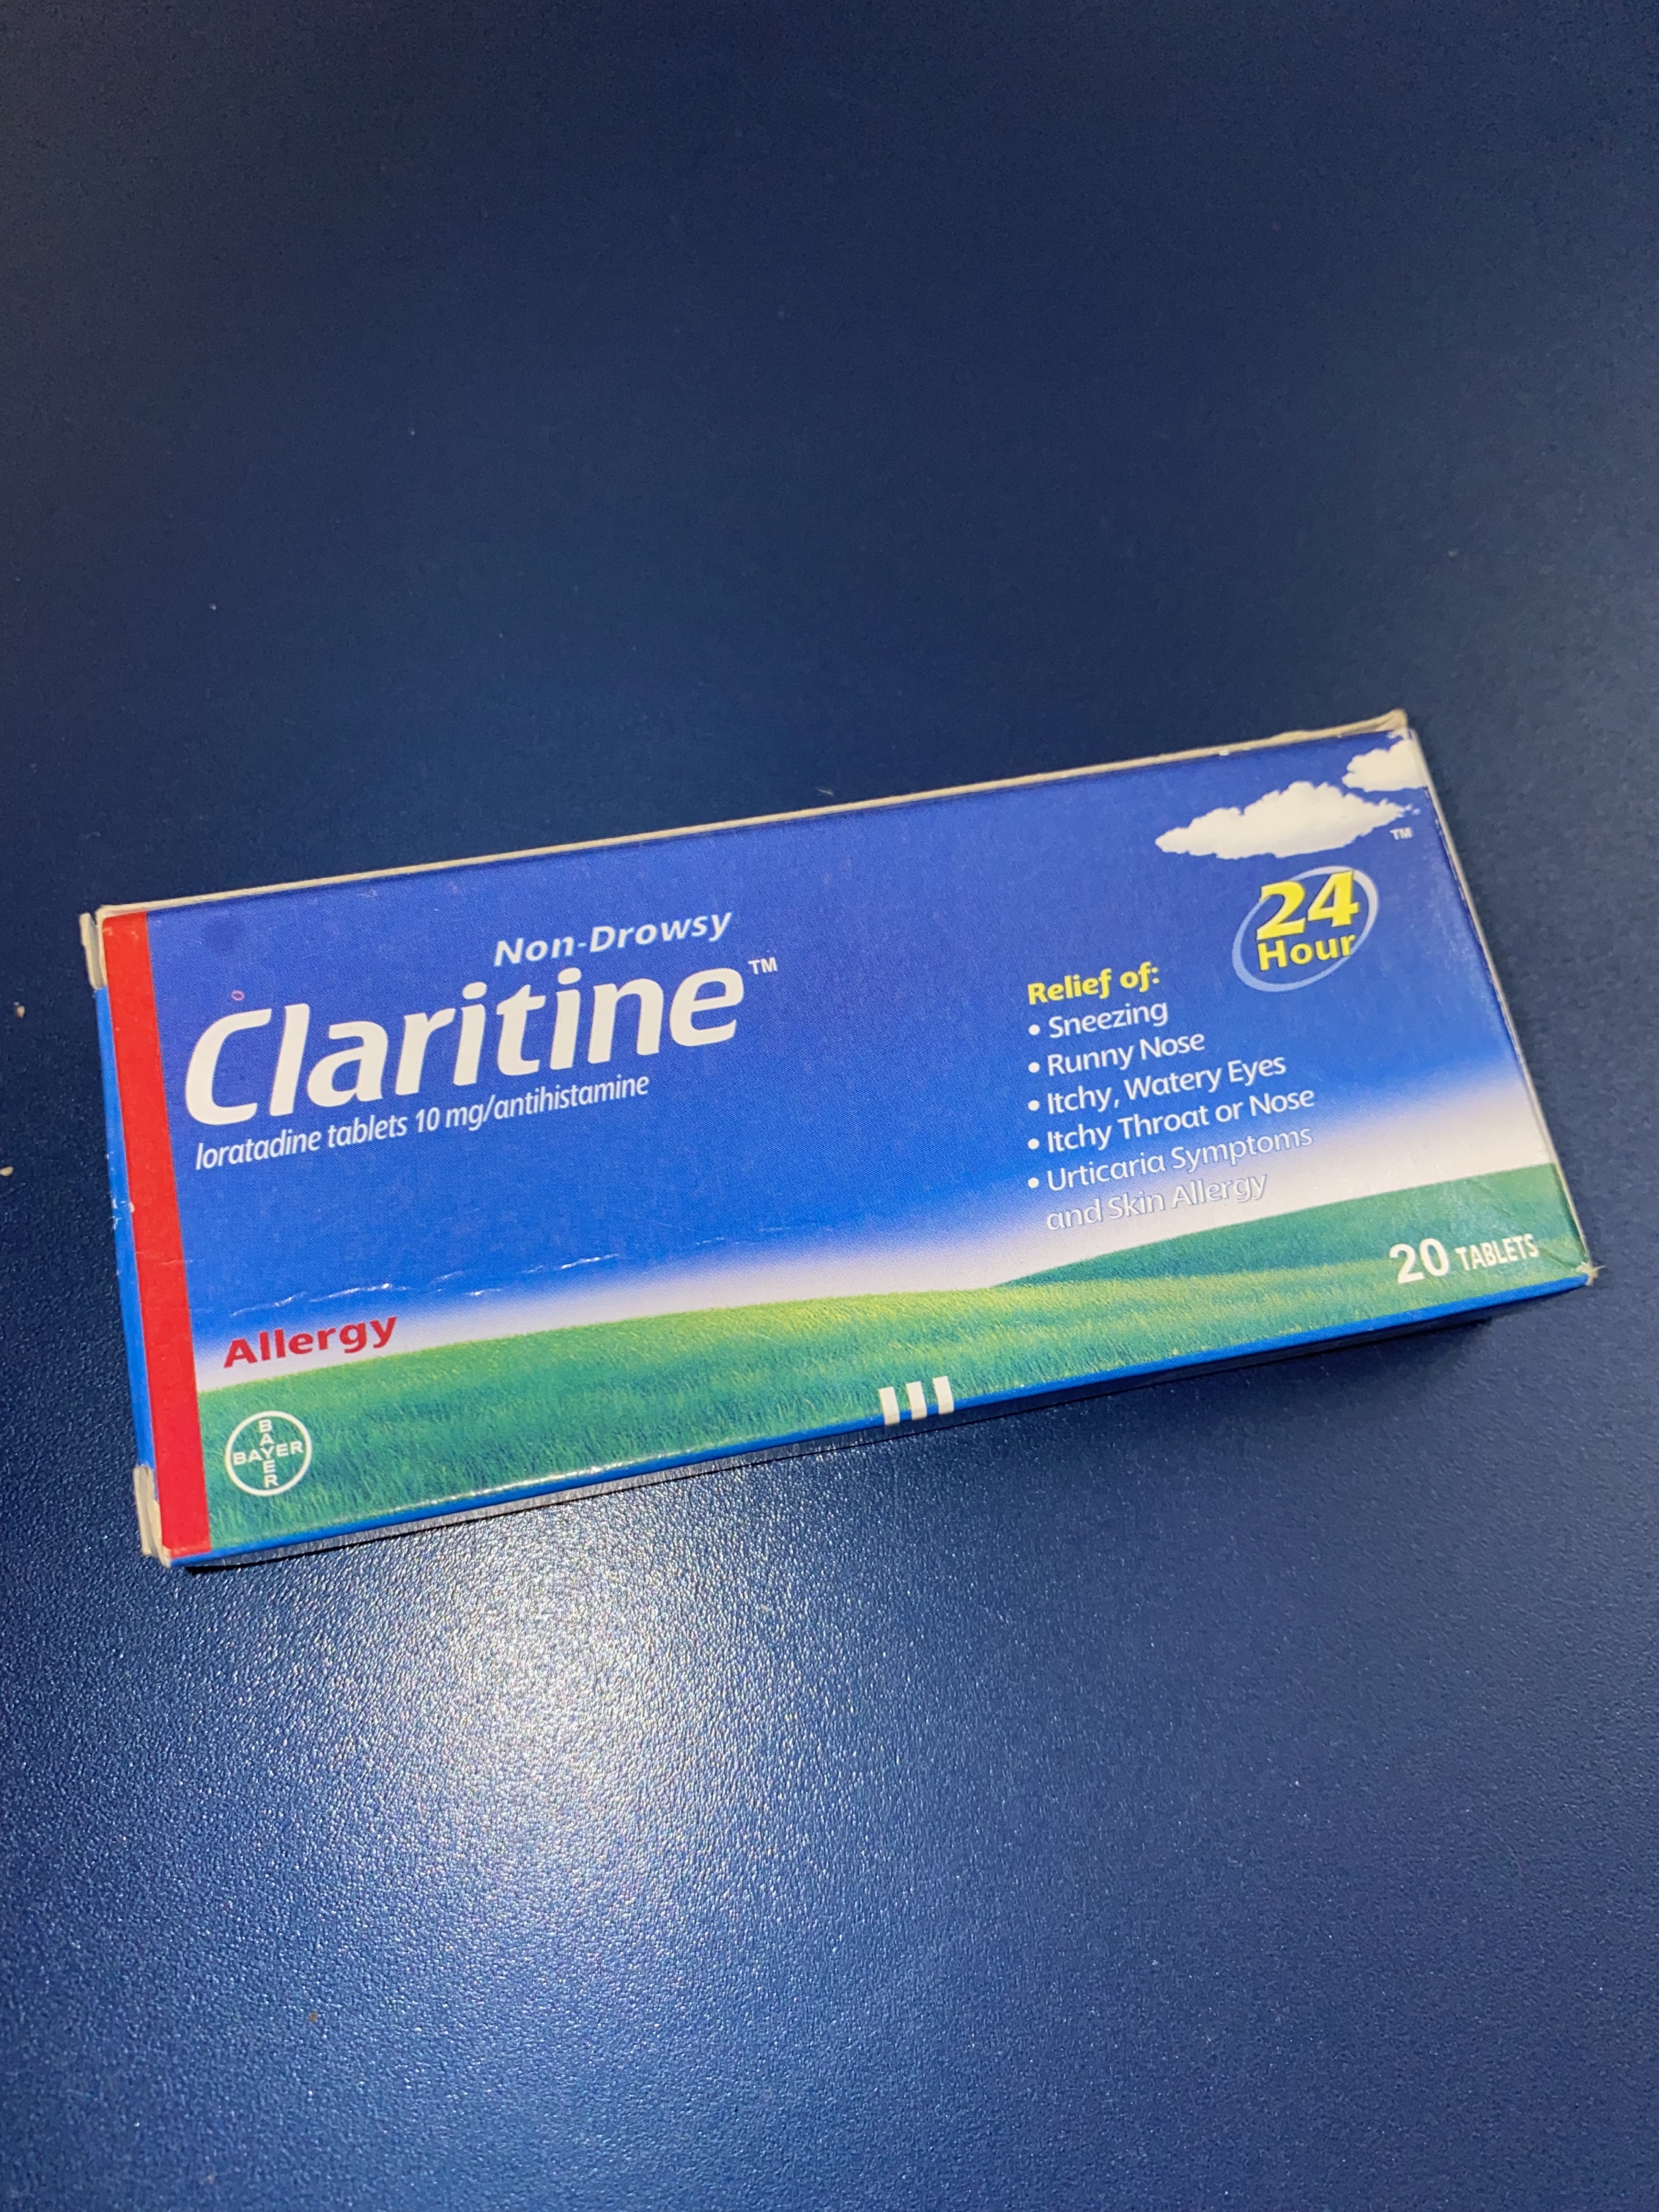 Non-Drowsy
Claritine™
loratadine tablets 10 mg/antihistamine
Allergy
BAYER
BAYER
™
24
Hour
Relief of:
• Sneezing
• Runny Nose
• Itchy, Watery Eyes
• Itchy Throat or Nose
• Urticaria Symptoms
and Skin Allergy
20 TABLETS